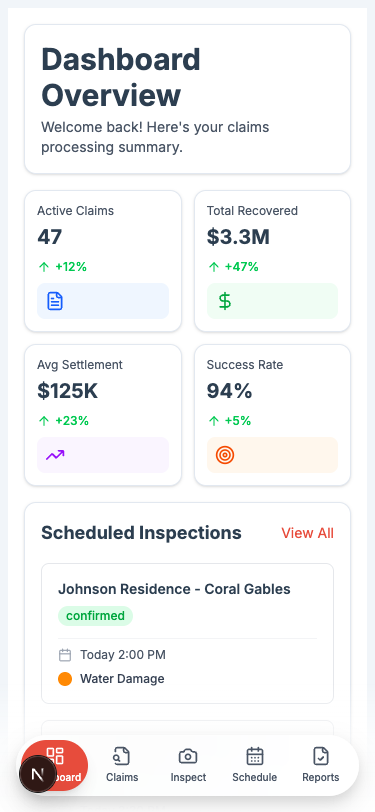 Dashboard
Overview
Welcome back! Here's your claims
processing summary.
Active Claims
47
+12%
Total Recovered
$3.3M
+47%
Avg Settlement
$125K
+23%
Success Rate
94%
+5%
Scheduled Inspections
View All
Johnson Residence - Coral Gables
confirmed
Today 2:00 PM
Water Damage
N
Claims
Inspect
Schedule
Reports